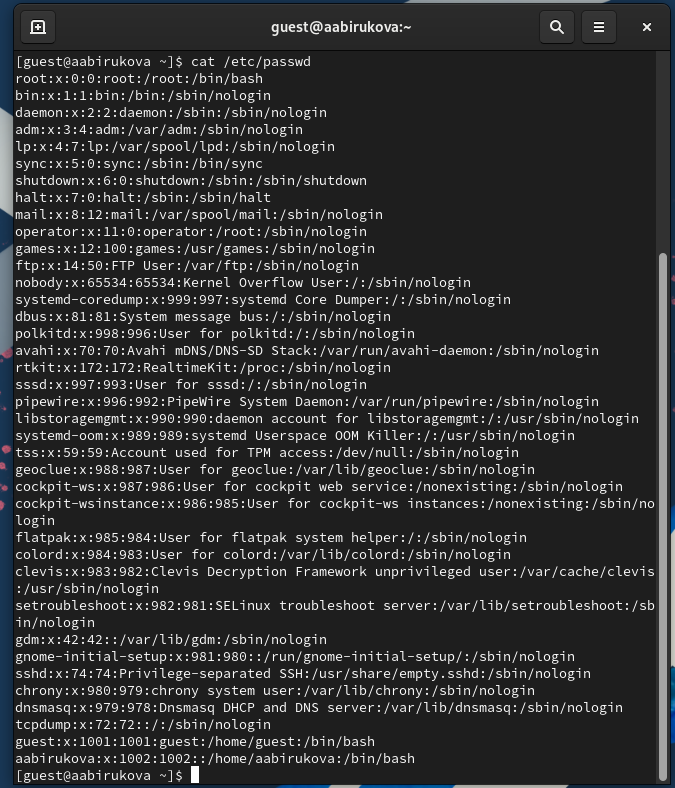 guest@aabirukova:~
[guest@aabirukova ~]$ cat /etc/passwd
root:x:0:0:root:/root:/bin/bash
bin:x:1:1:bin:/bin:/sbin/nologin
daemon:x:2:2:daemon:/sbin:/sbin/nologin
adm:x:3:4:adm:/var/adm:/sbin/nologin
lp:x:4:7:lp:/var/spool/lpd:/sbin/nologin
sync:x:5:0:sync:/sbin:/bin/sync
shutdown:x:6:0:shutdown:/sbin:/sbin/shutdown
halt:x:7:0:halt:/sbin:/sbin/halt
mail:x:8:12:mail:/var/spool/mail:/sbin/nologin
operator:x:11:0:operator:/root:/sbin/nologin
games:x:12:100:games:/usr/games:/sbin/nologin
ftp:x:14:50:FTP User:/var/ftp:/sbin/nologin
nobody:x:65534:65534:Kernel Overflow User:/:/sbin/nologin
systemd-coredump:x:999:997:systemd Core Dumper:/:/sbin/nologin
dbus:x:81:81:System message bus:/:/sbin/nologin
polkitd:x:998:996:User for polkitd:/:/sbin/nologin
avahi:x:70:70:Avahi mDNS/DNS-SD Stack:/var/run/avahi-daemon:/sbin/nologin
rtkit:x:172:172:RealtimeKit:/proc:/sbin/nologin
sssd:x:997:993:User for sssd:/:/sbin/nologin
pipewire:x:996:992:PipeWire System Daemon:/var/run/pipewire:/sbin/nologin
libstoragemgmt:x:990:990:daemon account for libstoragemgmt:/:/usr/sbin/nologin
systemd-oom:x:989:989:systemd Userspace OOM Killer:/:/usr/sbin/nologin
tss:x:59:59:Account used for TPM access:/dev/null:/sbin/nologin
geoclue:x:988:987:User for geoclue:/var/lib/geoclue:/sbin/nologin
cockpit-ws:x:987:986:User for cockpit web service:/nonexisting:/sbin/nologin
cockpit-wsinstance:x:986:985:User for cockpit-ws instances:/nonexisting:/sbin/no
login
flatpak:x:985:984:User for flatpak system helper:/:/sbin/nologin
colord:x:984:983:User for colord:/var/lib/colord:/sbin/nologin
clevis:x:983:982:Clevis Decryption Framework unprivileged user:/var/cache/clevis
:/usr/sbin/nologin
setroubleshoot:x:982:981:SELinux troubleshoot server:/var/lib/setroubleshoot:/sb
in/nologin
gdm:x:42:42::/var/lib/gdm:/sbin/nologin
gnome-initial-setup:x:981:980::/run/gnome-initial-setup/:/sbin/nologin
sshd:x:74:74:Privilege-separated SSH:/usr/share/empty.sshd:/sbin/nologin
chrony:x:980:979:chrony system user:/var/lib/chrony:/sbin/nologin
dnsmasq:x:979:978:Dnsmasq DHCP and DNS server:/var/lib/dnsmasq:/sbin/nologin
tcpdump:x:72:72::/:/sbin/nologin
guest:x:1001:1001:guest:/home/guest:/bin/bash
aabirukova:x:1002:1002::/home/aabirukova:/bin/bash
[guest@aabirukova ~]$